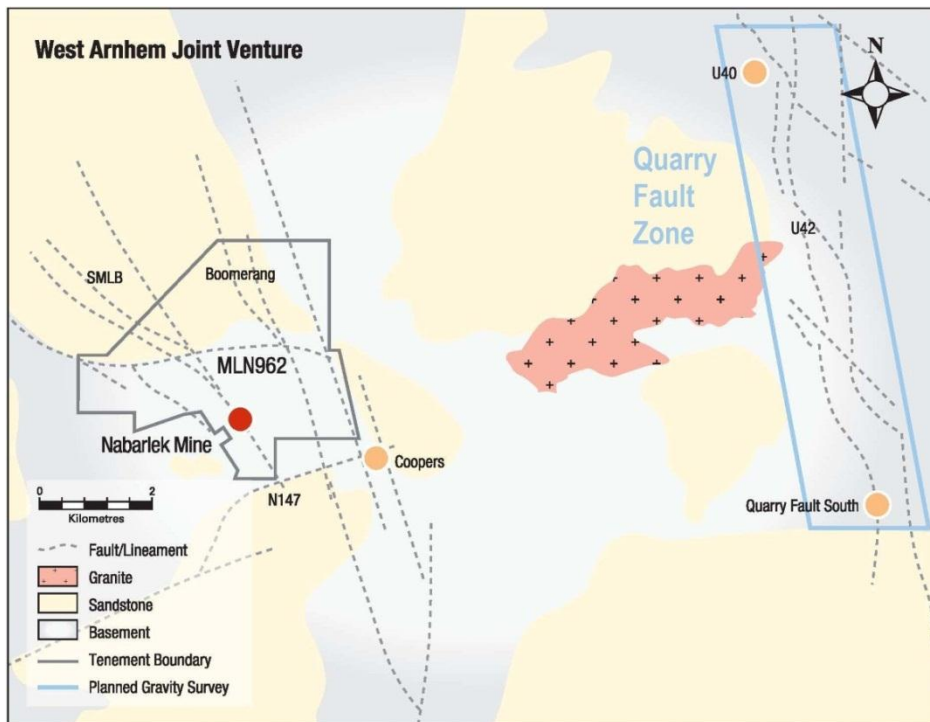 West Arnhem Joint Venture
U40
N
Quarry
Fault
Zone
U42
SMLB
Boomerang
MLN962
Nabarlek Mine
Coopers
N147
Quarry Fault South
0 2
Kilometres
Fault/Lineament
Granite
Sandstone
Basement
Tenement Boundary
Planned Gravity Survey